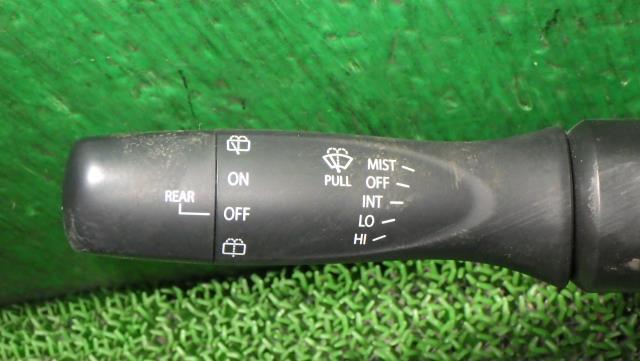 REAR
ON
OFF
PULL
MIST
OFF
INT
LO
HI